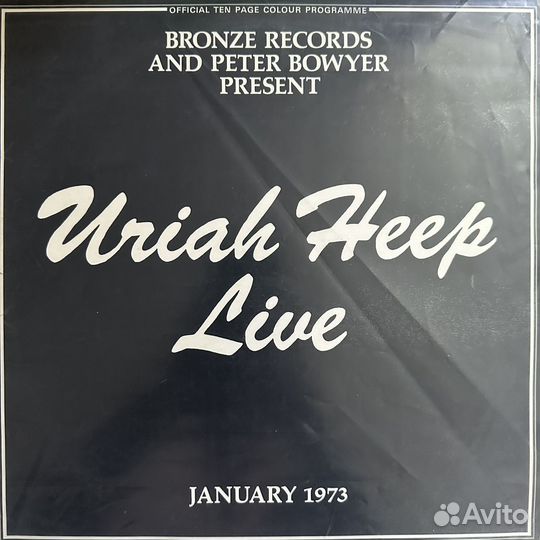 OFFICIAL TEN PAGE COLOUR PROGRAMME
BRONZE RECORDS
AND PETER BOWYER
PRESENT
Uriah Heep
Live
JANUARY 1973
Avito